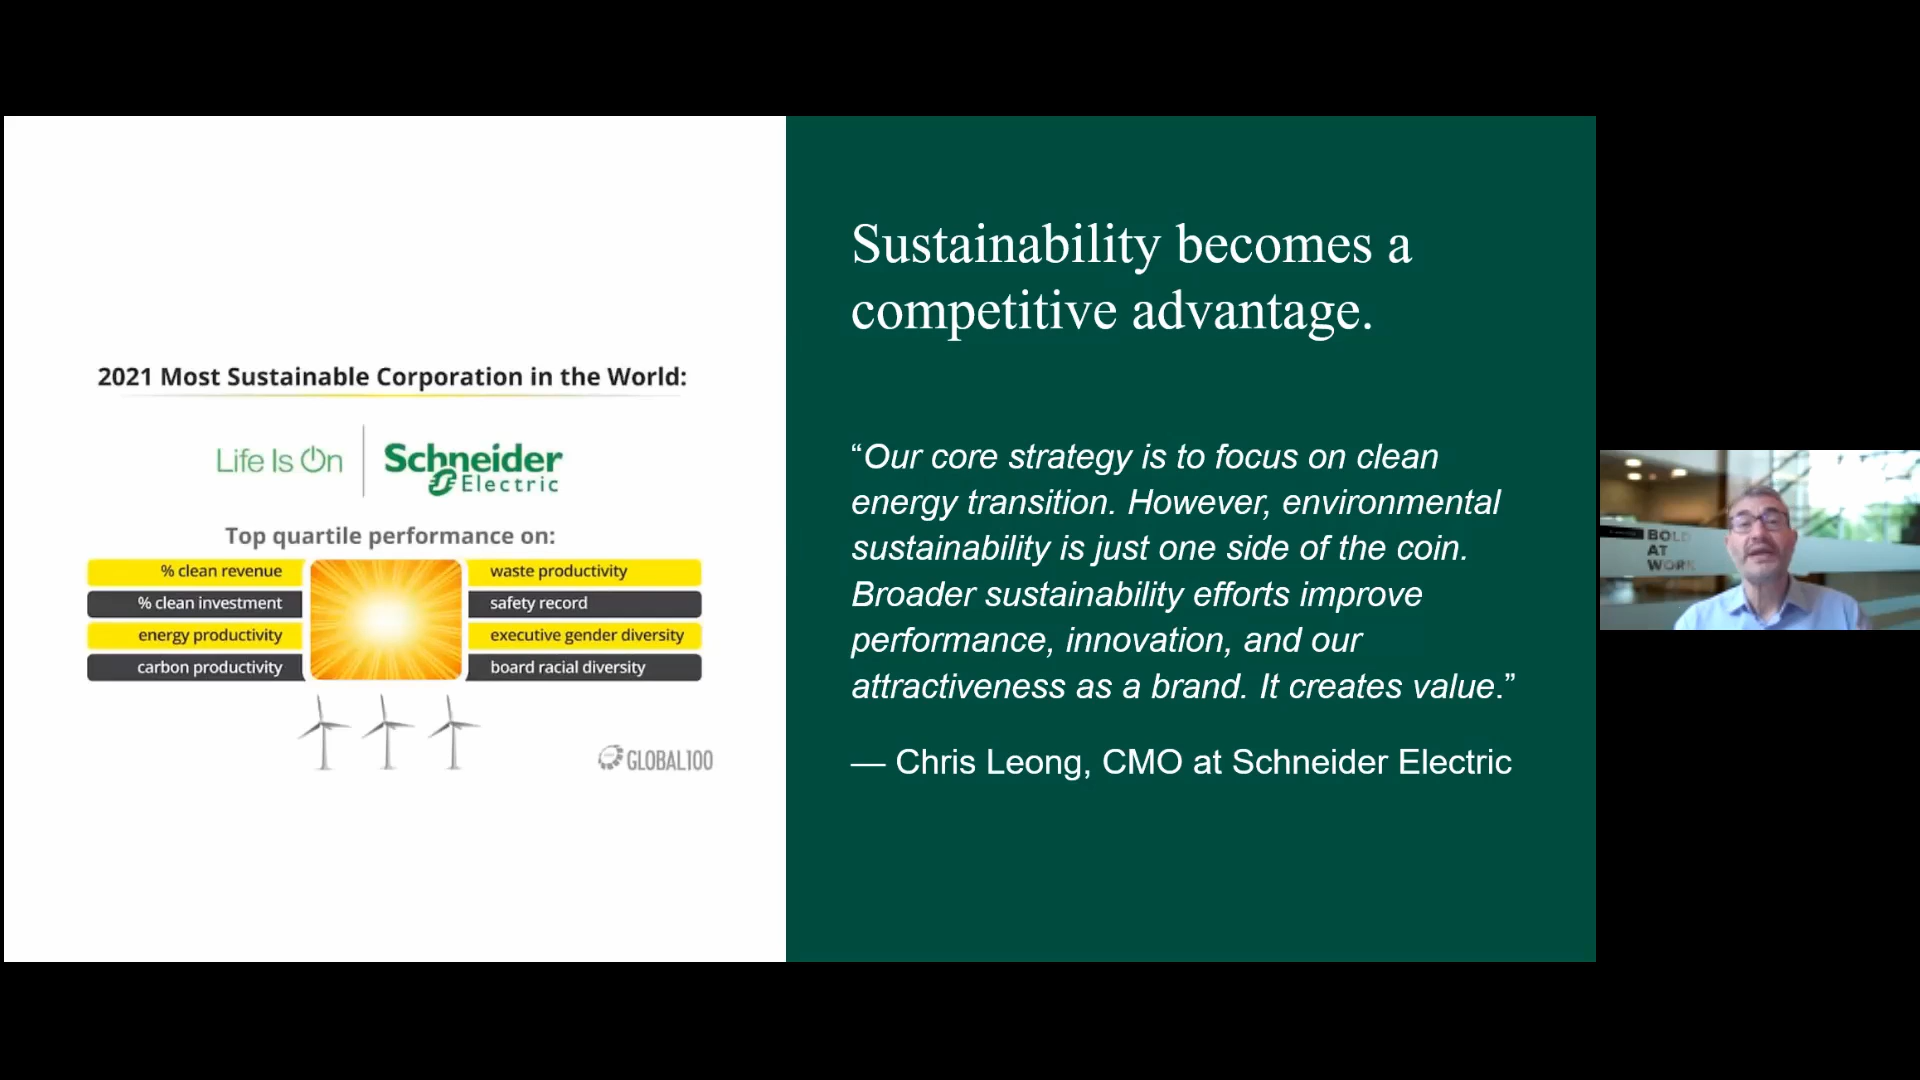 2021 Most Sustainable Corporation in the World:
Life Is On
Schneider
Electric
Top quartile performance on:
% clean revenue
% clean investment
energy productivity
carbon productivity
waste productivity
safety record
executive gender diversity
board racial diversity
GLOBAL100
Sustainability becomes a
competitive advantage.
“Our core strategy is to focus on clean
energy transition. However, environmental
sustainability is just one side of the coin.
Broader sustainability efforts improve
performance, innovation, and our
attractiveness as a brand. It creates value.”
— Chris Leong, CMO at Schneider Electric
BOLD
AT
WORK